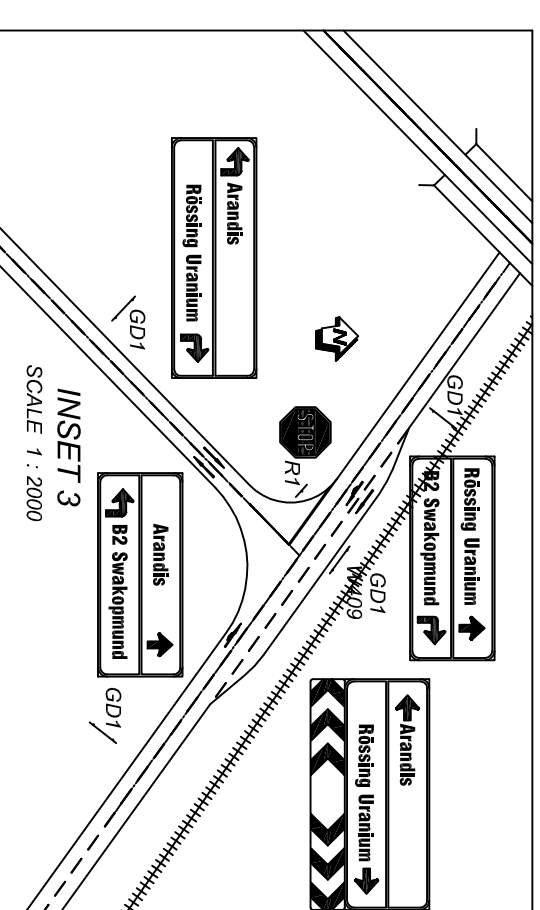 Rössing Uranium
B2 Swakopmund
GD1
Arandis
Rössing Uranium
GD1
W409
N
STOP
R1
Arandis
Rössing Uranium
GD1
Arandis
B2 Swakopmund
GD1
INSET 3
SCALE 1 : 2000